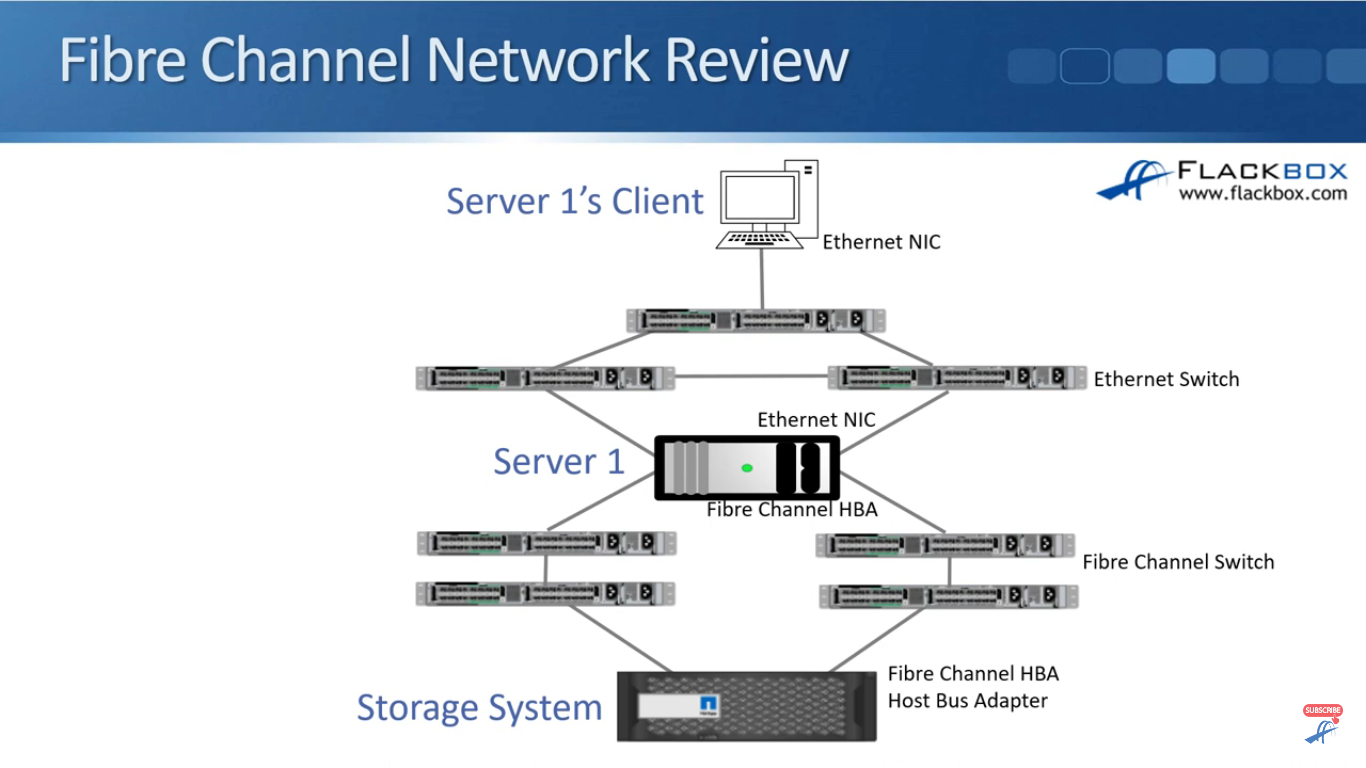 Fibre Channel Network Review
FLACKBOX
www.flackbox.com
Server 1's Client
Ethernet NIC
Ethernet Switch
Ethernet NIC
Server 1
Fibre Channel HBA
Fibre Channel Switch
Fibre Channel HBA
Host Bus Adapter
Storage System
SUBSCRIBE